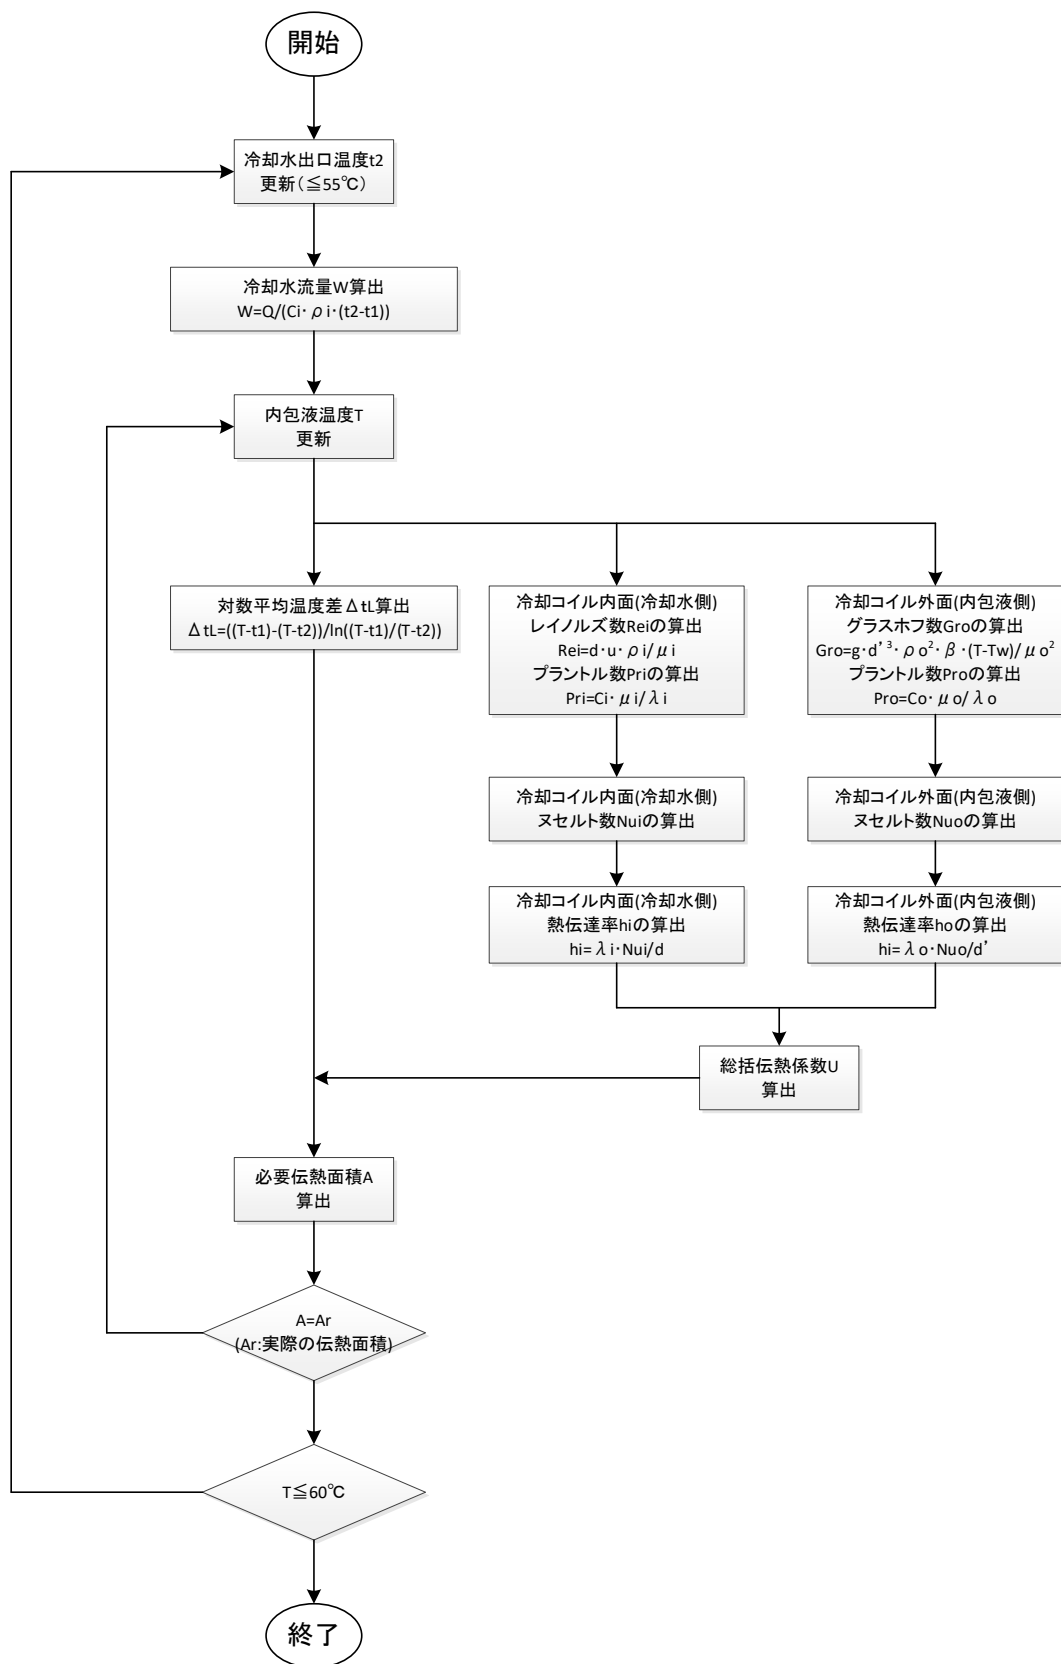 開始
冷却水出口温度t2
更新(≦55℃)
冷却水流量W算出
W=Q/(Ci・ρi・(t2-t1))
内包液温度T
更新
対数平均温度差ΔtL算出
ΔtL=((T-t1)-(T-t2))/ln((T-t1)/(T-t2))
冷却コイル内面(冷却水側)
レイノルズ数Reiの算出
Rei=d・u・ρi/μi
プラントル数Priの算出
Pri=Ci・μi/λi
冷却コイル外面(内包液側)
グラスホフ数Groの算出
Gro=g・d’³・ρo²・β・(T-Tw)/μo²
プラントル数Proの算出
Pro=Co・μo/λo
冷却コイル内面(冷却水側)
ヌセルト数Nuiの算出
冷却コイル外面(内包液側)
ヌセルト数Nuoの算出
冷却コイル内面(冷却水側)
熱伝達率hiの算出
hi=λi・Nui/d
冷却コイル外面(内包液側)
熱伝達率hoの算出
hi=λo・Nuo/d’
総括伝熱係数U
算出
必要伝熱面積A
算出
A=Ar
(Ar:実際の伝熱面積)
T≦60℃
終了